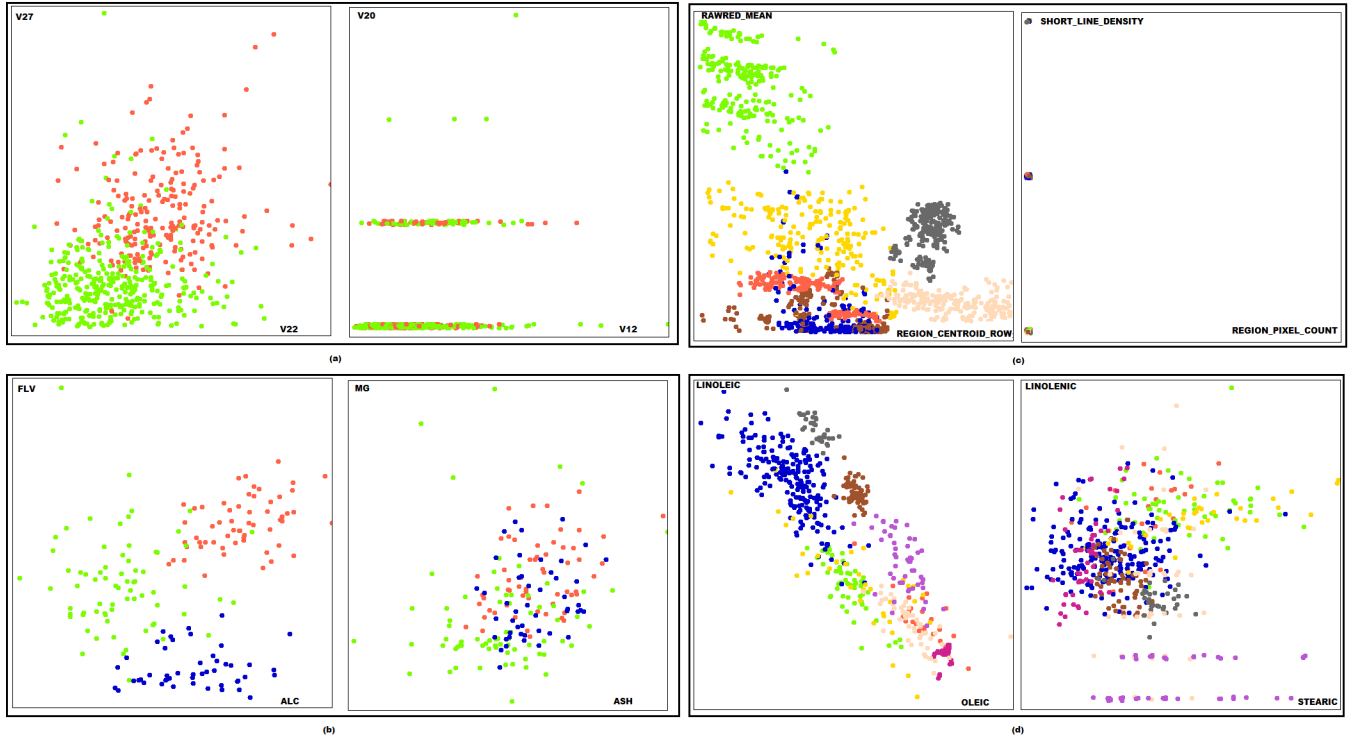 V27
V22
V20
V12
(a)
RAWRED_MEAN
REGION_CENTROID_ROW
SHORT_LINE_DENSITY
REGION_PIXEL_COUNT
(c)
FLV
ALC
MG
ASH
(b)
LINOLEIC
OLEIC
LINOLENIC
STEARIC
(d)